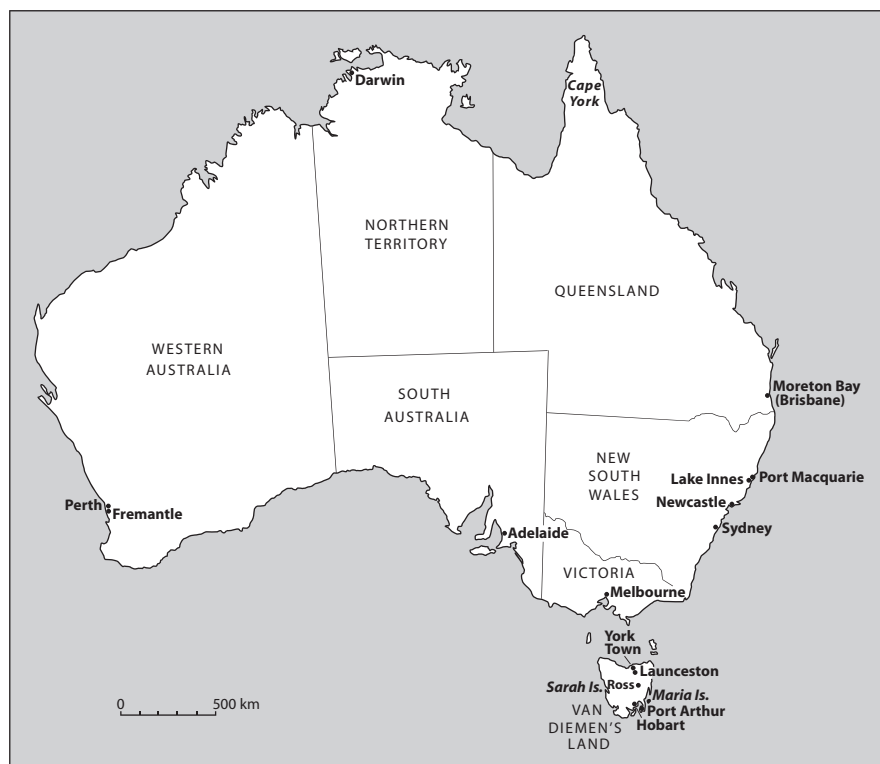 Darwin
Cape
York
NORTHERN
TERRITORY
QUEENSLAND
WESTERN
AUSTRALIA
SOUTH
AUSTRALIA
Moreton Bay
(Brisbane)
NEW
SOUTH
WALES
Lake Innes
Port Macquarie
Newcastle
Perth
Fremantle
Sydney
Adelaide
VICTORIA
Melbourne
York
Town
Launceston
Sarah Is.
Ross
Maria Is.
VAN
DIEMEN'S
LAND
Port Arthur
Hobart
0
500 km